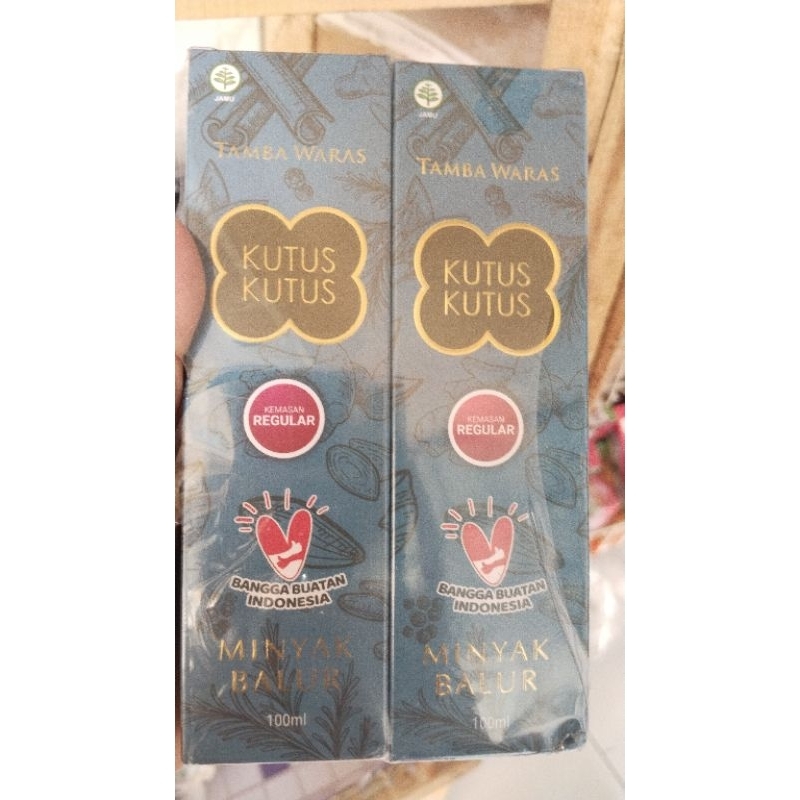 JAMU
TAMBA WARAS
KUTUS
KUTUS
KEMASAN
REGULAR
BANGGA BUATAN
INDONESIA
MINYAK
BALUR
100ml
JAMU
TAMBA WARAS
KUTUS
KUTUS
KEMASAN
REGULAR
BANGGA BUATAN
INDONESIA
MINYAK
BALUR
100ml